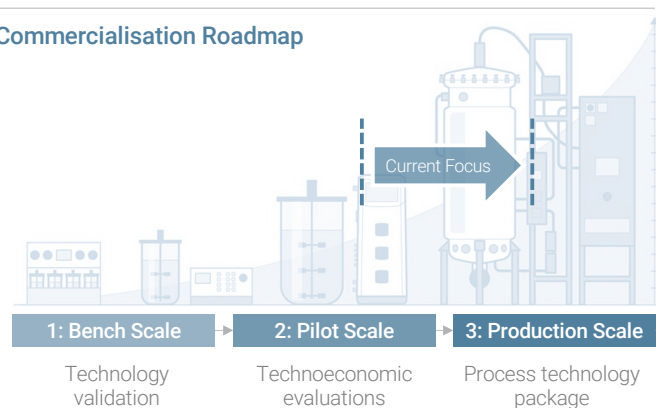 Commercialisation Roadmap
Current Focus
1: Bench Scale
2: Pilot Scale
3: Production Scale
Technology
validation
Technoeconomic
evaluations
Process technology
package